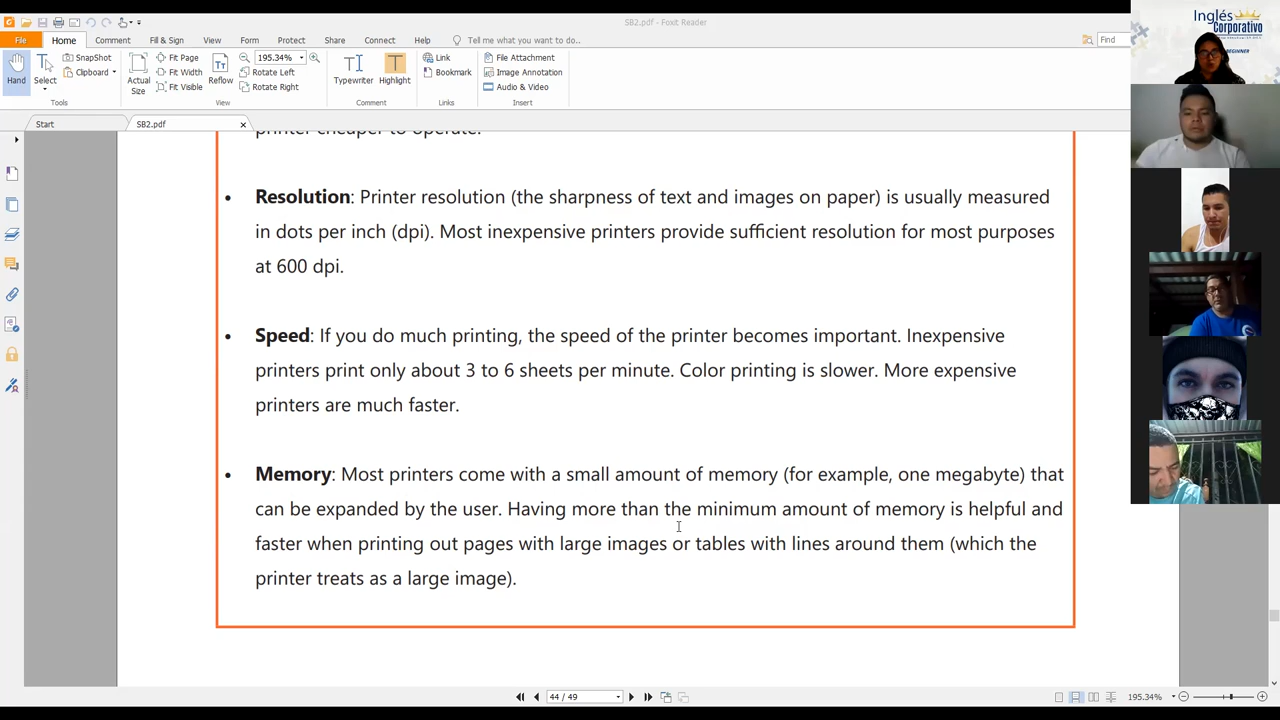 SB2.pdf - Foxit Reader
File Home Comment Fill & Sign View Form Protect Share Connect Help Tell me what you want to do.. Find
SnapShot Fit Page 195.34% Link File Attachment
Clipboard Fit Width Rotate Left Bookmark Image Annotation
Hand Select Actual Size Fit Visible Reflow Rotate Right Typewriter Highlight Audio & Video
Tools View Comment Links Insert
Start SB2.pdf
printer cheaper to operate.
• Resolution: Printer resolution (the sharpness of text and images on paper) is usually measured
in dots per inch (dpi). Most inexpensive printers provide sufficient resolution for most purposes
at 600 dpi.
• Speed: If you do much printing, the speed of the printer becomes important. Inexpensive
printers print only about 3 to 6 sheets per minute. Color printing is slower. More expensive
printers are much faster.
• Memory: Most printers come with a small amount of memory (for example, one megabyte) that
can be expanded by the user. Having more than the minimum amount of memory is helpful and
faster when printing out pages with large images or tables with lines around them (which the
printer treats as a large image).
44 / 49 195.34%
Inglés
Corporativo
BEGINNER